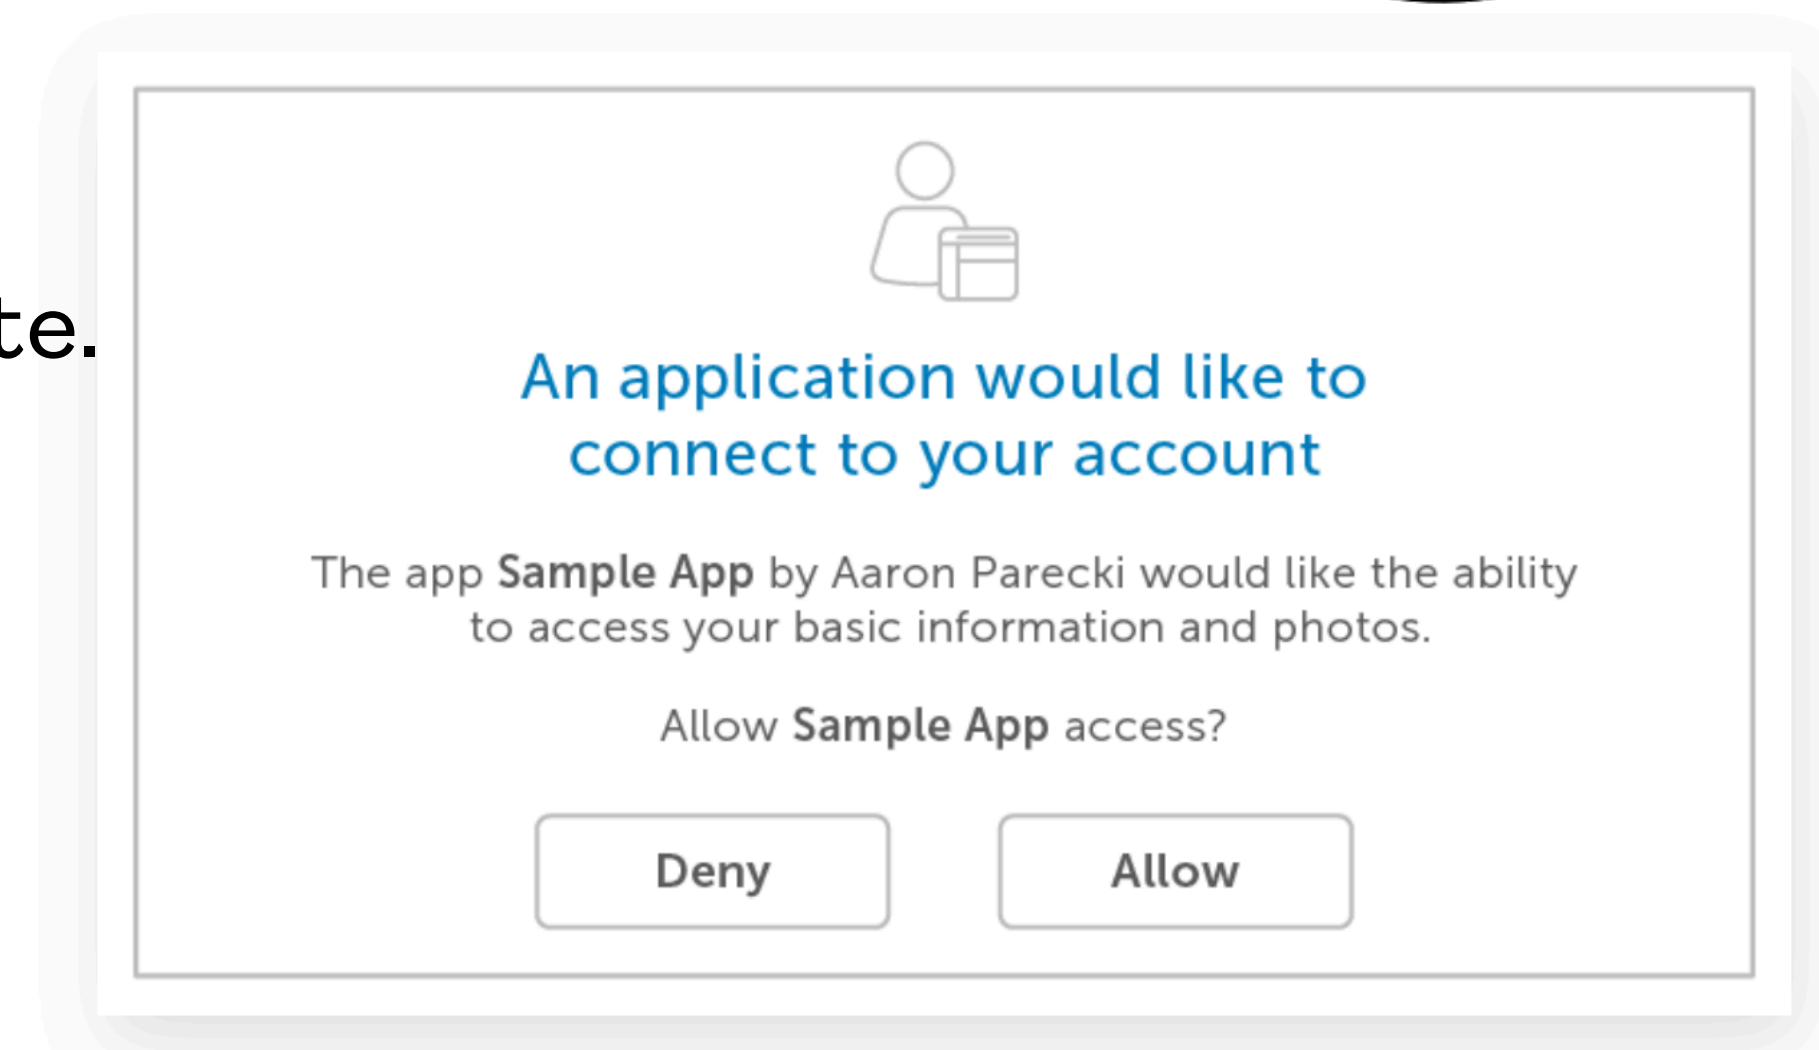 te.
An application would like to
connect to your account
The app Sample App by Aaron Parecki would like the ability
to access your basic information and photos.
Allow Sample App access?
Deny
Allow